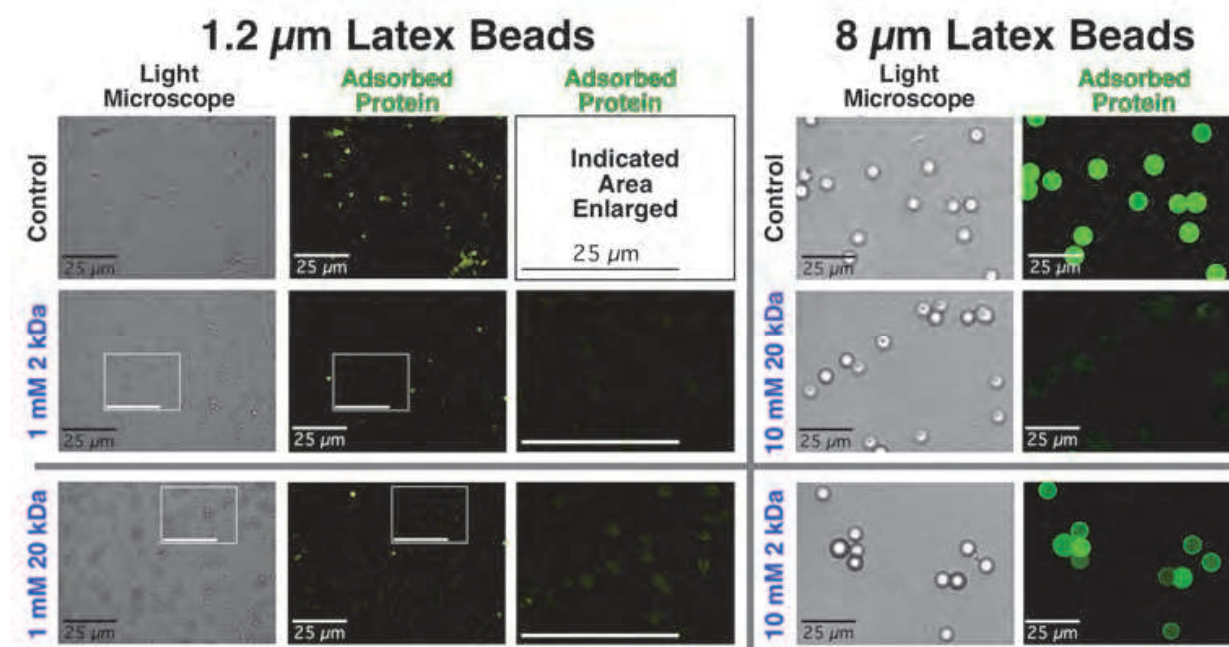 1.2 µm Latex Beads
8 µm Latex Beads
Light
Microscope
Adsorbed
Protein
Adsorbed
Protein
Light
Microscope
Adsorbed
Protein
Control
25 µm
25 µm
Indicated
Area
Enlarged
25 µm
Control
25 µm
25 µm
1 mM 2 kDa
25 µm
25 µm
10 mM 20 kDa
25 µm
25 µm
1 mM 20 kDa
25 µm
25 µm
10 mM 2 kDa
25 µm
25 µm